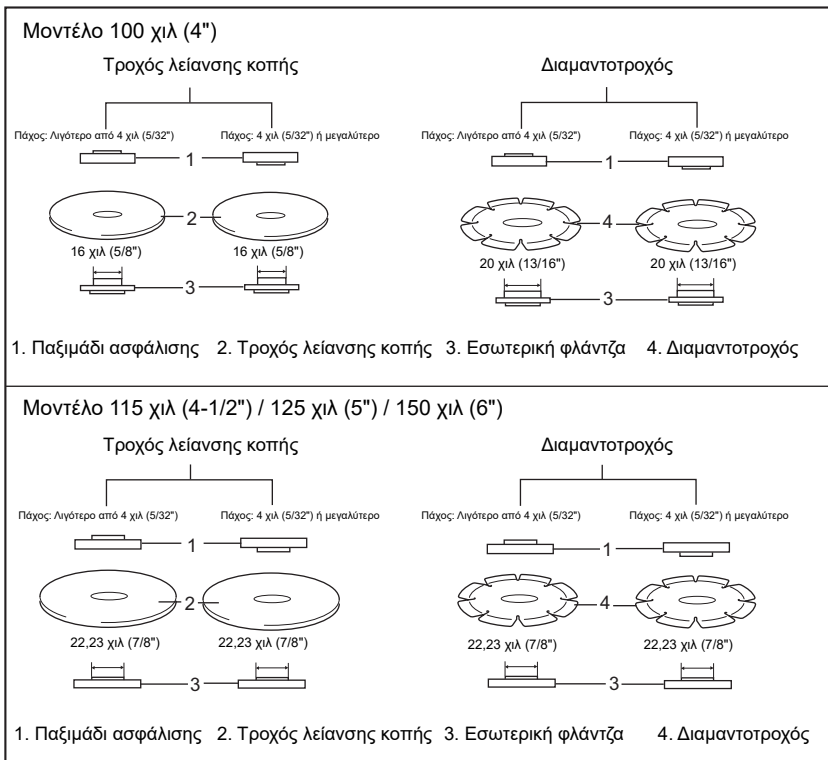 Μοντέλο 100 χιλ (4")
Τροχός λείανσης κοπής
Διαμαντοτροχός
Πάχος: Λιγότερο από 4 χιλ (5/32")
Πάχος: 4 χιλ (5/32") ή μεγαλύτερο
Πάχος: Λιγότερο από 4 χιλ (5/32")
Πάχος: 4 χιλ (5/32") ή μεγαλύτερο
1
1
2
4
16 χιλ (5/8")
16 χιλ (5/8")
20 χιλ (13/16")
20 χιλ (13/16")
3
3
1. Παξιμάδι ασφάλισης 2. Τροχός λείανσης κοπής 3. Εσωτερική φλάντζα 4. Διαμαντοτροχός
Μοντέλο 115 χιλ (4-1/2") / 125 χιλ (5") / 150 χιλ (6")
Τροχός λείανσης κοπής
Διαμαντοτροχός
Πάχος: Λιγότερο από 4 χιλ (5/32")
Πάχος: 4 χιλ (5/32") ή μεγαλύτερο
Πάχος: Λιγότερο από 4 χιλ (5/32")
Πάχος: 4 χιλ (5/32") ή μεγαλύτερο
1
1
2
4
22,23 χιλ (7/8")
22,23 χιλ (7/8")
22,23 χιλ (7/8")
22,23 χιλ (7/8")
3
3
1. Παξιμάδι ασφάλισης 2. Τροχός λείανσης κοπής 3. Εσωτερική φλάντζα 4. Διαμαντοτροχός